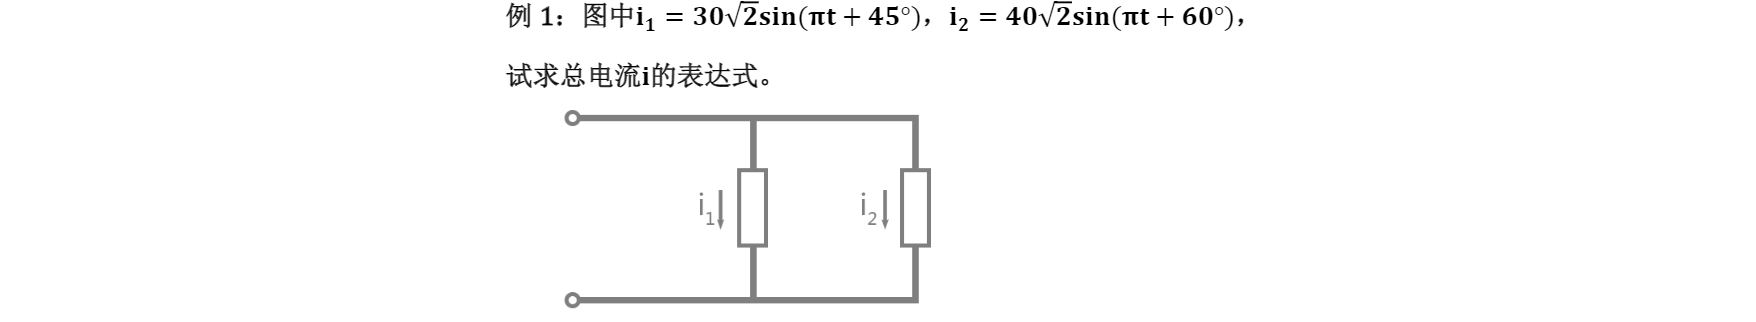 例 1：图中i₁ = 30√2sin(πt + 45°)，i₂ = 40√2sin(πt + 60°)，
试求总电流i的表达式。
i₁ i₂